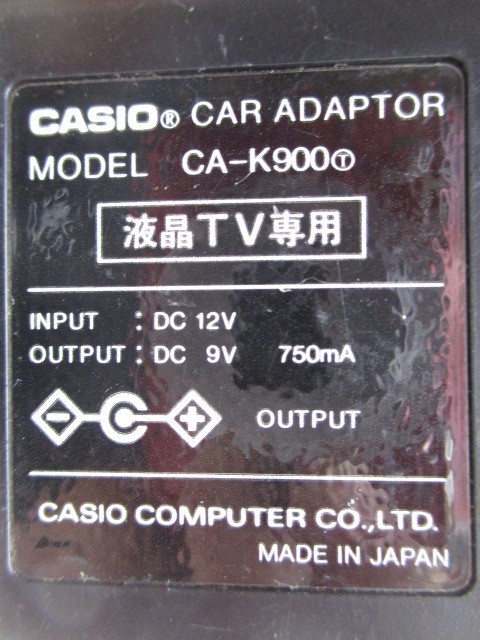 CASIO® CAR ADAPTOR
MODEL CA-K900Ⓣ
液晶TV専用
INPUT : DC 12V
OUTPUT : DC 9V 750mA
− + OUTPUT
CASIO COMPUTER CO.,LTD.
MADE IN JAPAN